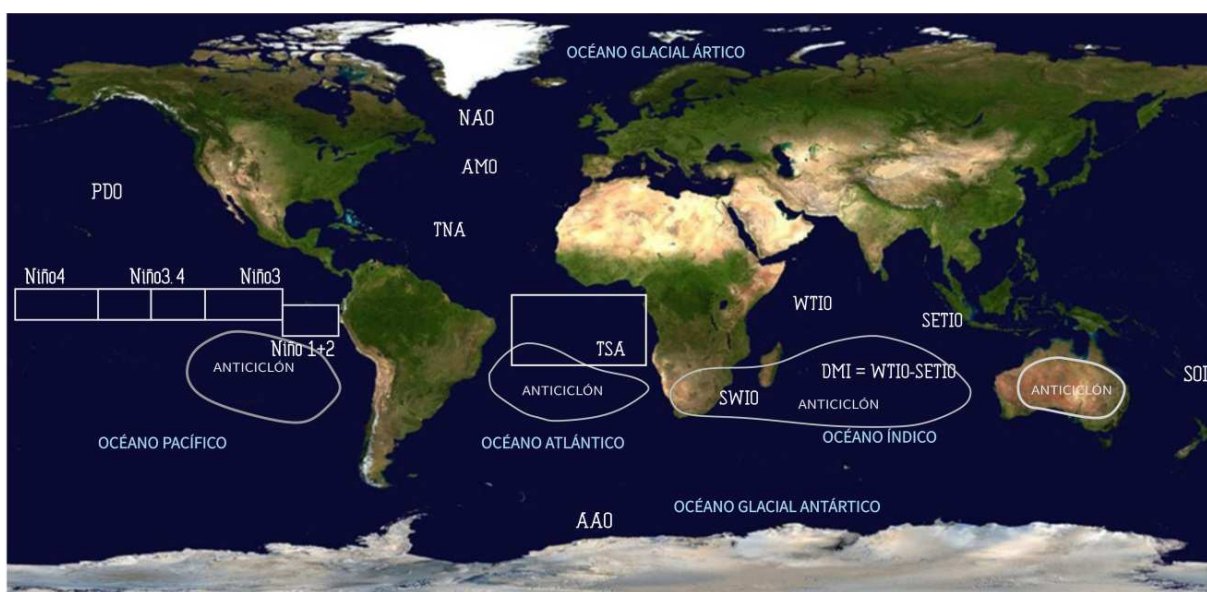 OCÉANO GLACIAL ÁRTICO
NAO
AMO
PDO
TNA
Niño4
Niño3.4
Niño3
WTIO
SETIO
Niño 1+2
TSA
ANTICICLÓN
DMI = WTIO-SETIO
SOI
ANTICICLÓN
ANTICICLÓN
SWIO
ANTICICLÓN
OCÉANO PACÍFICO
OCÉANO ATLÁNTICO
OCÉANO ÍNDICO
OCÉANO GLACIAL ANTÁRTICO
AAO